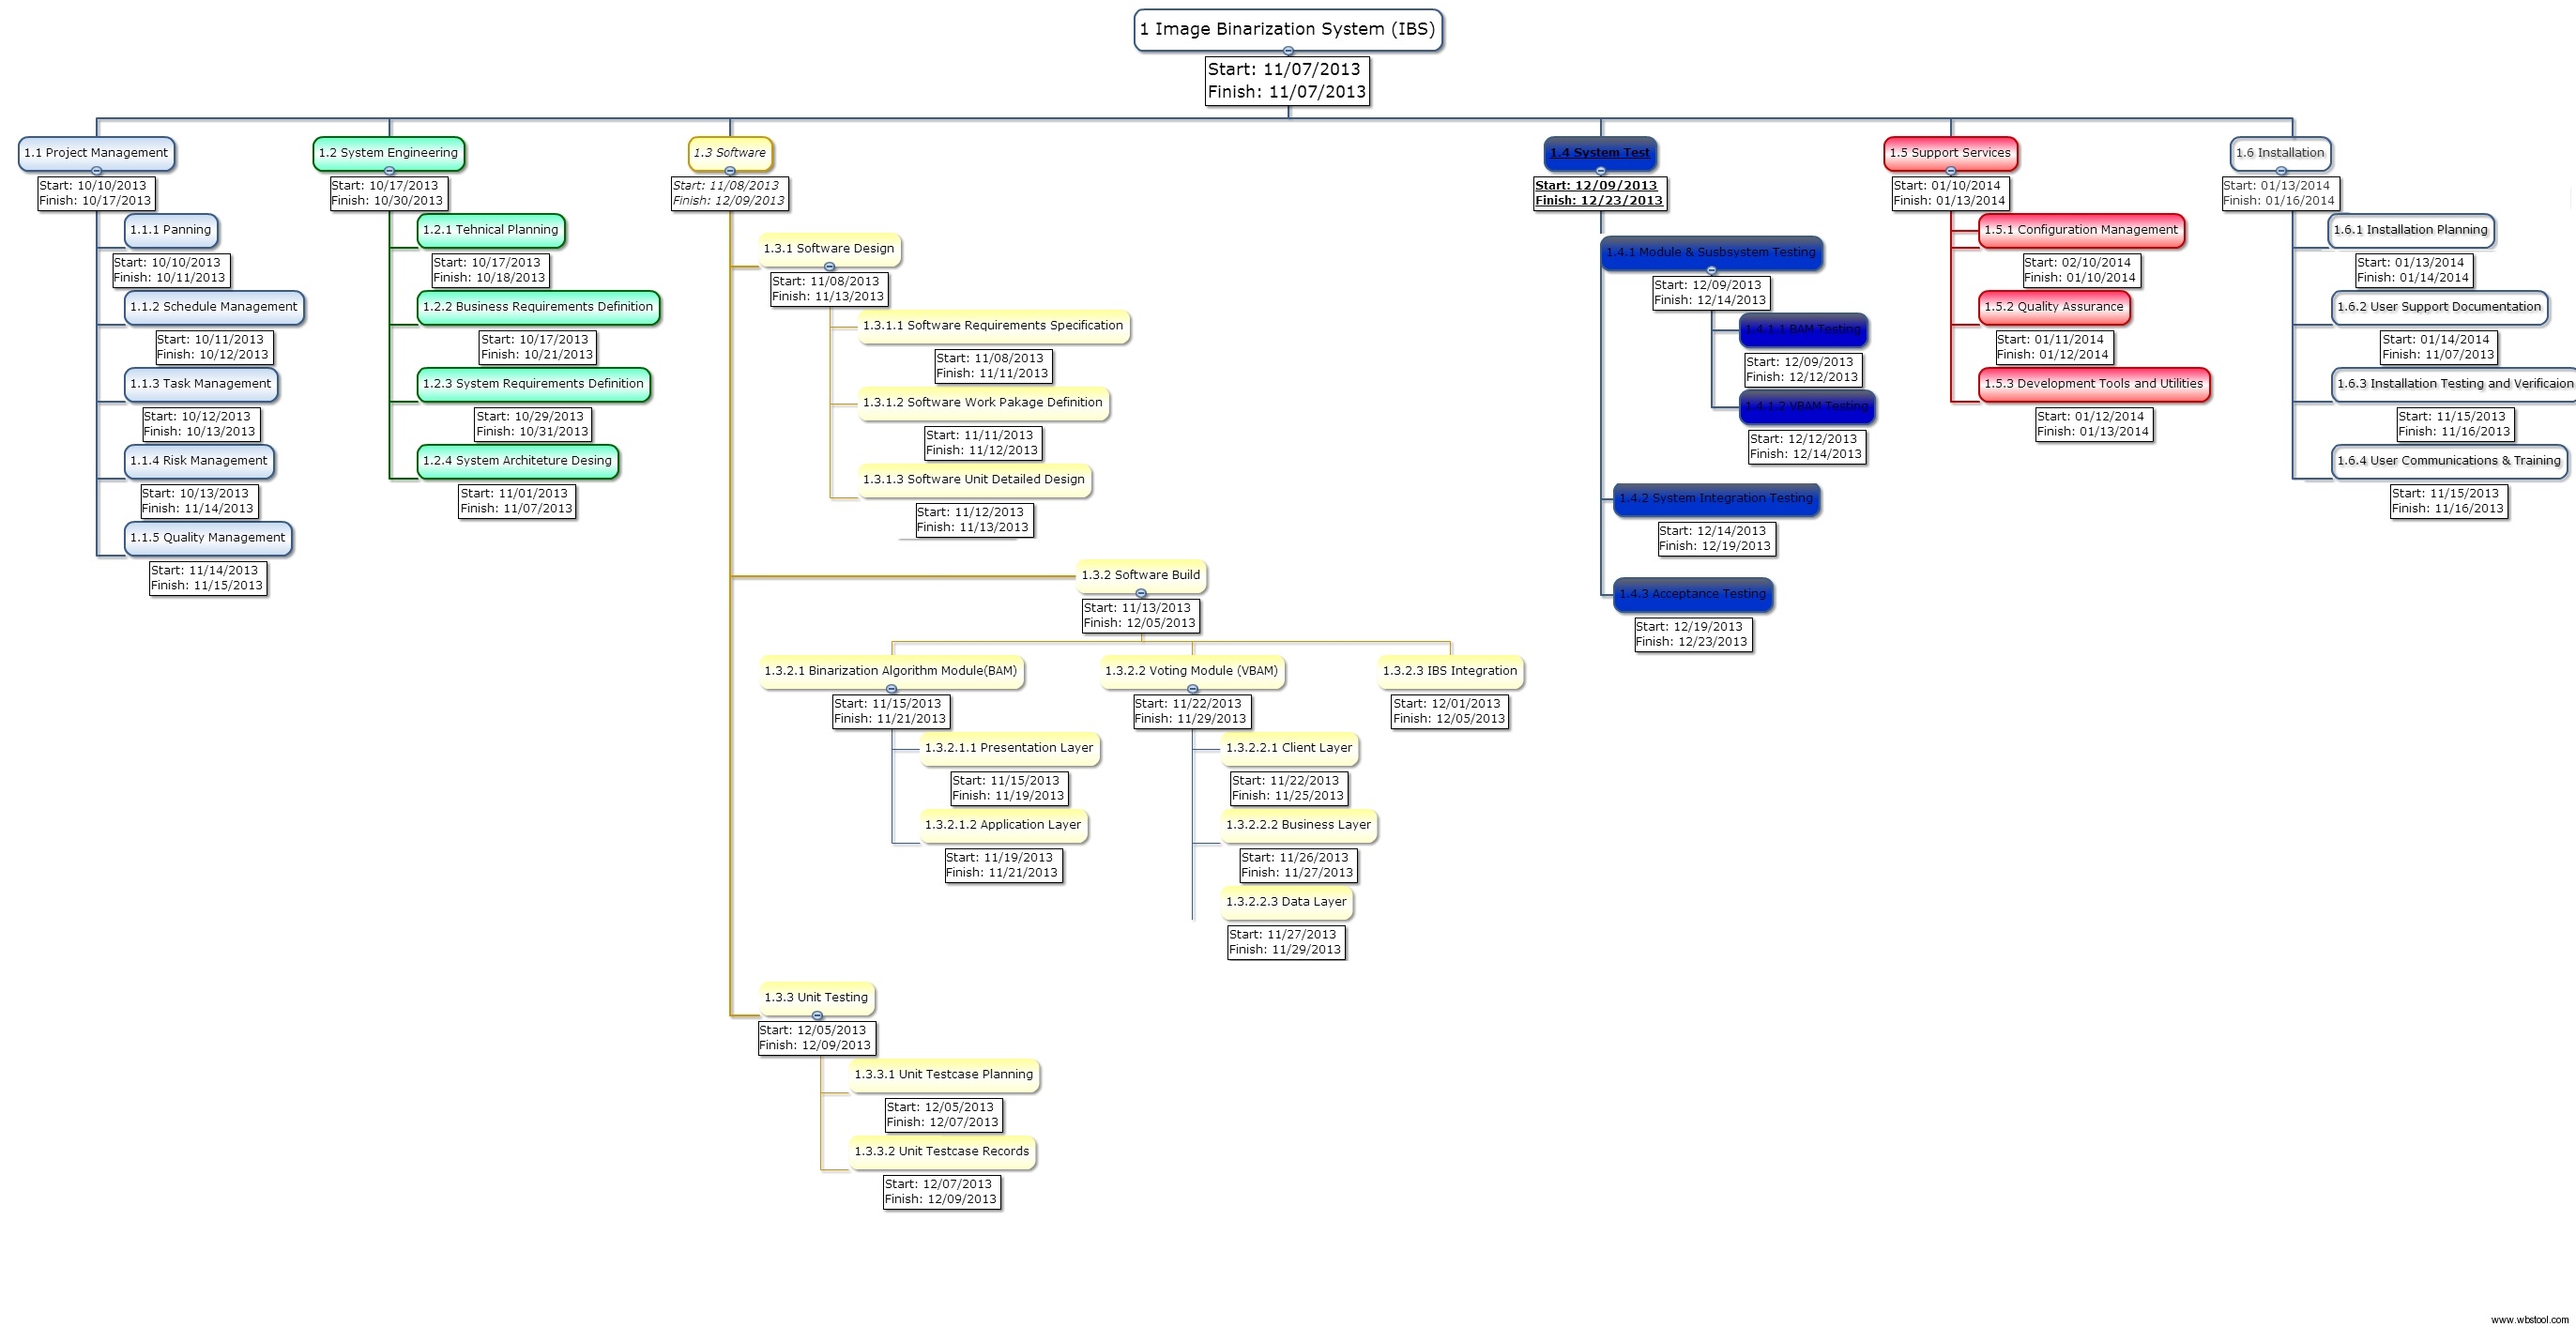 1 Image Binarization System (IBS)
Start: 11/07/2013
Finish: 11/07/2013
1.1 Project Management
Start: 10/10/2013
Finish: 10/17/2013
1.1.1 Panning
Start: 10/10/2013
Finish: 10/11/2013
1.1.2 Schedule Management
Start: 10/11/2013
Finish: 10/12/2013
1.1.3 Task Management
Start: 10/12/2013
Finish: 10/13/2013
1.1.4 Risk Management
Start: 10/13/2013
Finish: 11/14/2013
1.1.5 Quality Management
Start: 11/14/2013
Finish: 11/15/2013
1.2 System Engineering
Start: 10/17/2013
Finish: 10/30/2013
1.2.1 Tehnical Planning
Start: 10/17/2013
Finish: 10/18/2013
1.2.2 Business Requirements Definition
Start: 10/17/2013
Finish: 10/21/2013
1.2.3 System Requirements Definition
Start: 10/29/2013
Finish: 10/31/2013
1.2.4 System Architeture Desing
Start: 11/01/2013
Finish: 11/07/2013
1.3 Software
Start: 11/08/2013
Finish: 12/09/2013
1.3.1 Software Design
Start: 11/08/2013
Finish: 11/13/2013
1.3.1.1 Software Requirements Specification
Start: 11/08/2013
Finish: 11/11/2013
1.3.1.2 Software Work Pakage Definition
Start: 11/11/2013
Finish: 11/12/2013
1.3.1.3 Software Unit Detailed Design
Start: 11/12/2013
Finish: 11/13/2013
1.3.2 Software Build
Start: 11/13/2013
Finish: 12/05/2013
1.3.2.1 Binarization Algorithm Module(BAM)
Start: 11/15/2013
Finish: 11/21/2013
1.3.2.1.1 Presentation Layer
Start: 11/15/2013
Finish: 11/19/2013
1.3.2.1.2 Application Layer
Start: 11/19/2013
Finish: 11/21/2013
1.3.2.2 Voting Module (VBAM)
Start: 11/22/2013
Finish: 11/29/2013
1.3.2.2.1 Client Layer
Start: 11/22/2013
Finish: 11/25/2013
1.3.2.2.2 Business Layer
Start: 11/26/2013
Finish: 11/27/2013
1.3.2.2.3 Data Layer
Start: 11/27/2013
Finish: 11/29/2013
1.3.2.3 IBS Integration
Start: 12/01/2013
Finish: 12/05/2013
1.3.3 Unit Testing
Start: 12/05/2013
Finish: 12/09/2013
1.3.3.1 Unit Testcase Planning
Start: 12/05/2013
Finish: 12/07/2013
1.3.3.2 Unit Testcase Records
Start: 12/07/2013
Finish: 12/09/2013
1.4 System Test
Start: 12/09/2013
Finish: 12/23/2013
1.4.1 Module & Susbsystem Testing
Start: 12/09/2013
Finish: 12/14/2013
1.4.1.1 BAM Testing
Start: 12/09/2013
Finish: 12/12/2013
1.4.1.2 VBAM Testing
Start: 12/12/2013
Finish: 12/14/2013
1.4.2 System Integration Testing
Start: 12/14/2013
Finish: 12/19/2013
1.4.3 Acceptance Testing
Start: 12/19/2013
Finish: 12/23/2013
1.5 Support Services
Start: 01/10/2014
Finish: 01/13/2014
1.5.1 Configuration Management
Start: 02/10/2014
Finish: 01/10/2014
1.5.2 Quality Assurance
Start: 01/11/2014
Finish: 01/12/2014
1.5.3 Development Tools and Utilities
Start: 01/12/2014
Finish: 01/13/2014
1.6 Installation
Start: 01/13/2014
Finish: 01/16/2014
1.6.1 Installation Planning
Start: 01/13/2014
Finish: 01/14/2014
1.6.2 User Support Documentation
Start: 01/14/2014
Finish: 11/07/2013
1.6.3 Installation Testing and Verificaion
Start: 11/15/2013
Finish: 11/16/2013
1.6.4 User Communications & Training
Start: 11/15/2013
Finish: 11/16/2013
www.wbstool.com